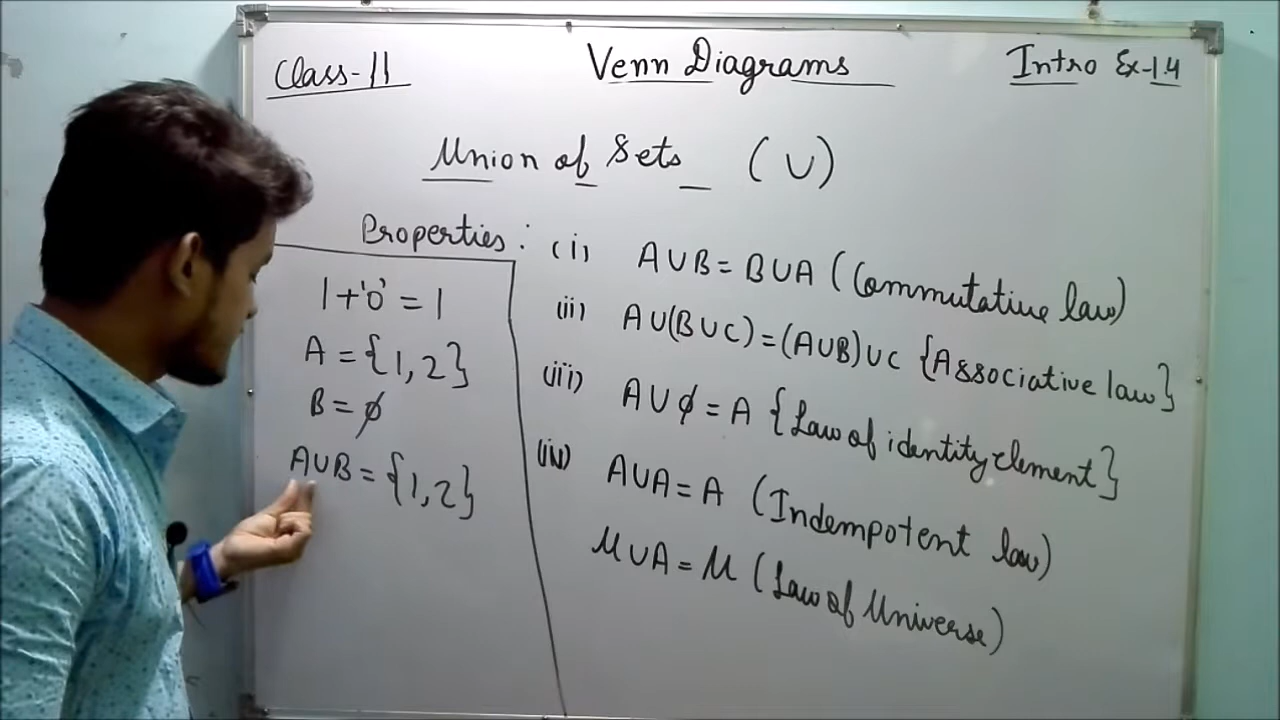 Class-11 Venn Diagrams Intro Ex-1.4
Union of Sets (∪)
Properties:
(i) A∪B=B∪A (Commutative law)
(ii) A∪(B∪C)=(A∪B)∪C {Associative law}
(iii) A∪ϕ=A {Law of identity element}
(iv) A∪A=A (Indempotent law)
U∪A=U (Law of Universe)
1+'0'=1
A={1,2}
B=ϕ
A∪B={1,2}